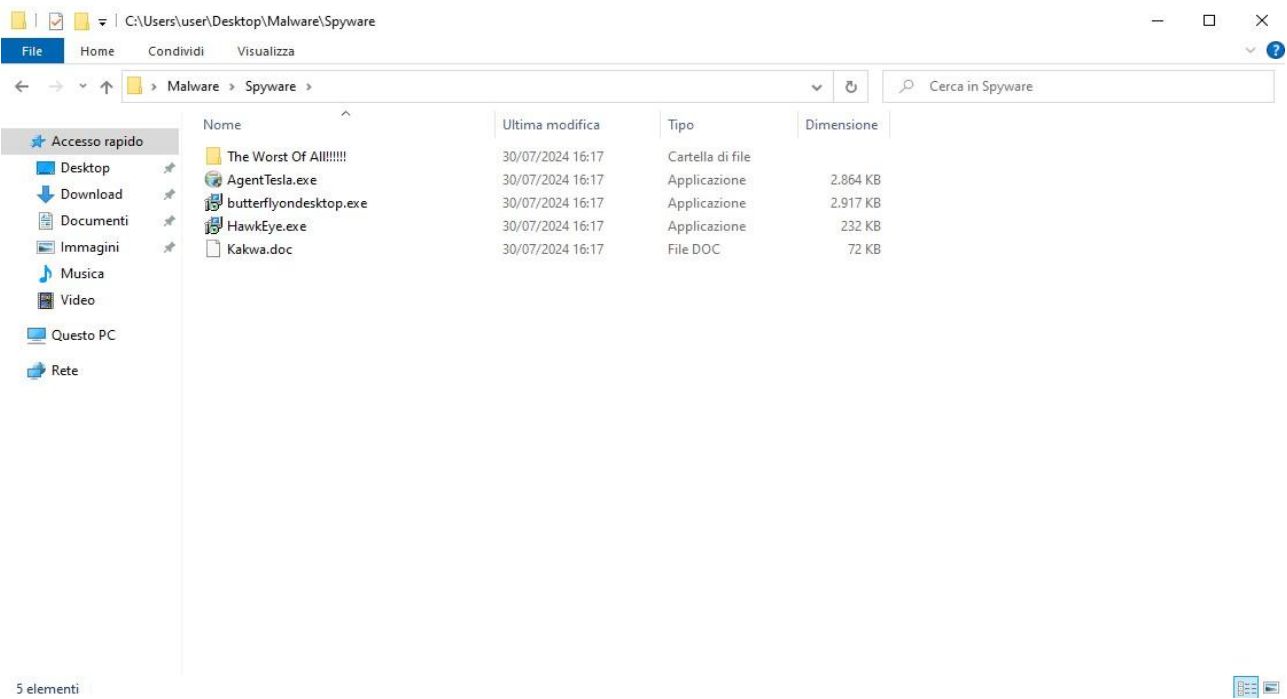 C:\Users\user\Desktop\Malware\Spyware
File Home Condividi Visualizza
Malware > Spyware >
Cerca in Spyware
Nome Ultima modifica Tipo Dimensione
Accesso rapido
Desktop
Download
Documenti
Immagini
Musica
Video
Questo PC
Rete
The Worst Of All!!!!!! 30/07/2024 16:17 Cartella di file
AgentTesla.exe 30/07/2024 16:17 Applicazione 2.864 KB
butterflyondesktop.exe 30/07/2024 16:17 Applicazione 2.917 KB
HawkEye.exe 30/07/2024 16:17 Applicazione 232 KB
Kakwa.doc 30/07/2024 16:17 File DOC 72 KB
5 elementi